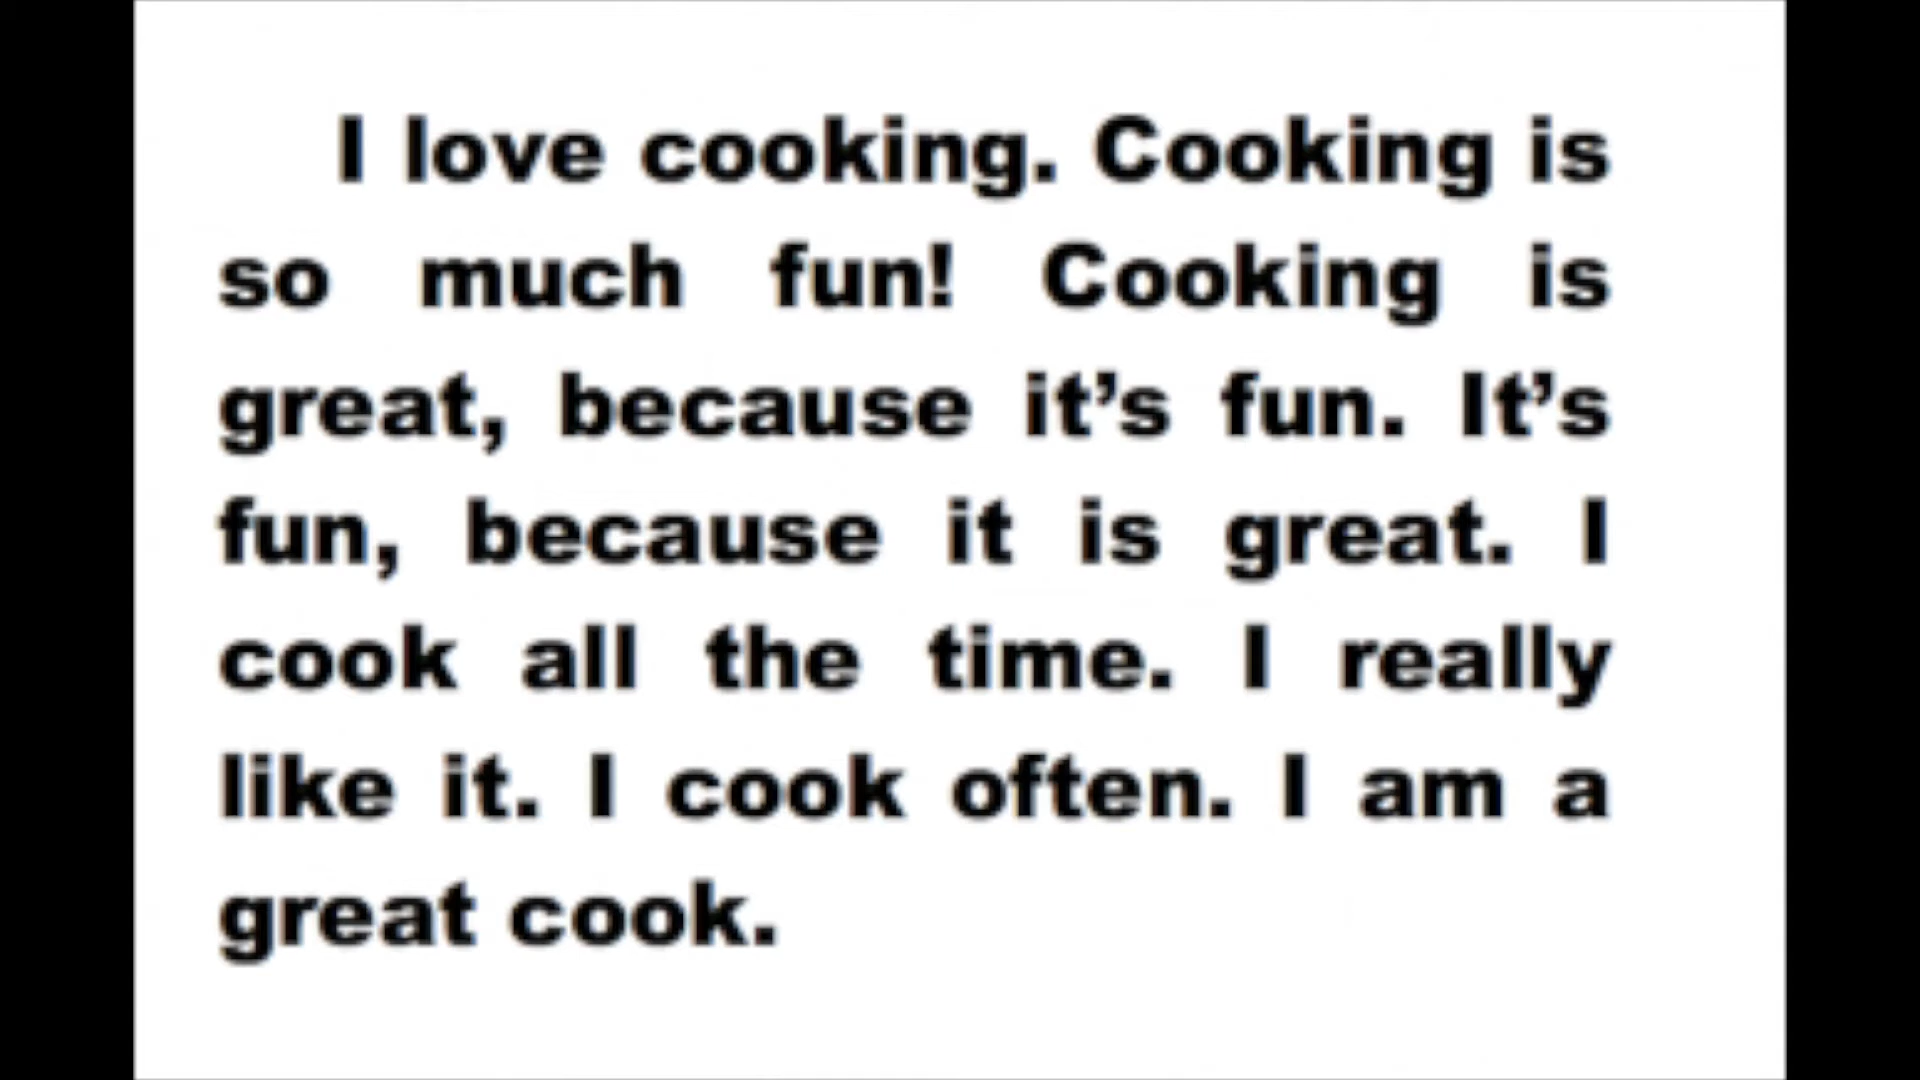 I love cooking. Cooking is
so much fun! Cooking is
great, because it’s fun. It’s
fun, because it is great. I
cook all the time. I really
like it. I cook often. I am a
great cook.